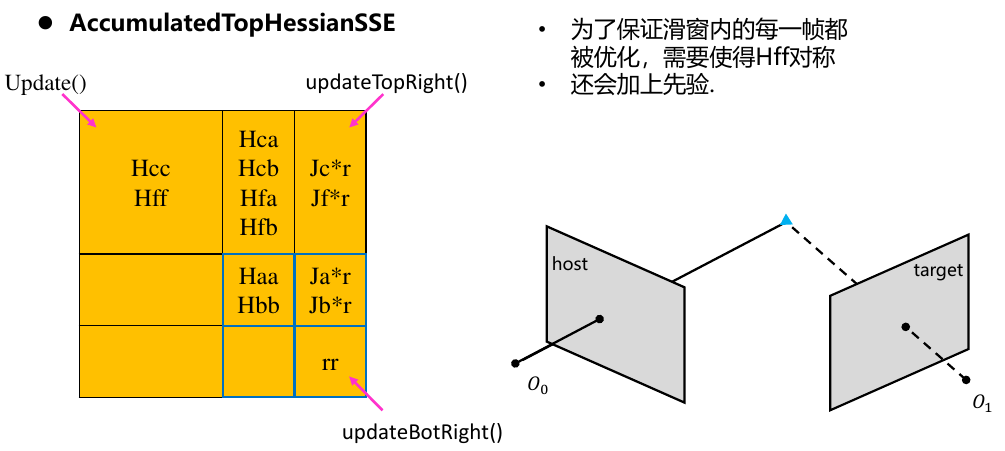 ● AccumulatedTopHessianSSE
• 为了保证滑窗内的每一帧都
被优化，需要使得Hff对称
• 还会加上先验.
Update()
updateTopRight()
Hcc
Hff
Hca
Hcb
Hfa
Hfb
Jc*r
Jf*r
Haa
Hbb
Ja*r
Jb*r
rr
updateBotRight()
host
target
O₀
O₁